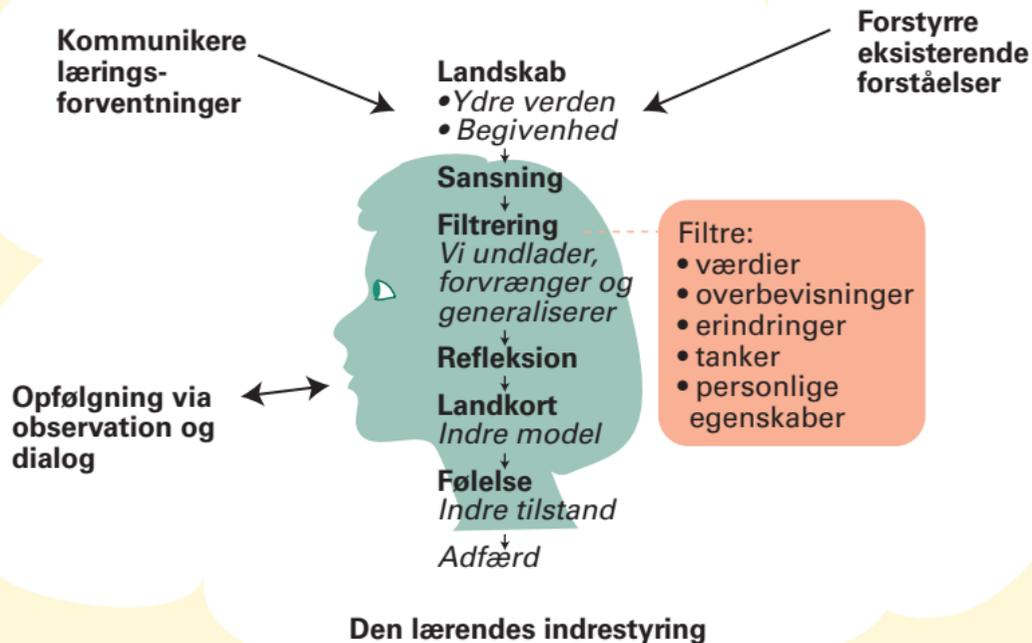 Kommunikere
lærings-
forventninger
Forstyrre
eksisterende
forståelser
Landskab
• Ydre verden
• Begivenhed
Sansning
Filtrering
Vi undlader,
forvrænger og
generaliserer
Refleksion
Landkort
Indre model
Følelse
Indre tilstand
Adfærd
Filtre:
• værdier
• overbevisninger
• erindringer
• tanker
• personlige
egenskaber
Opfølgning via
observation og
dialog
Den lærendes indrestyring